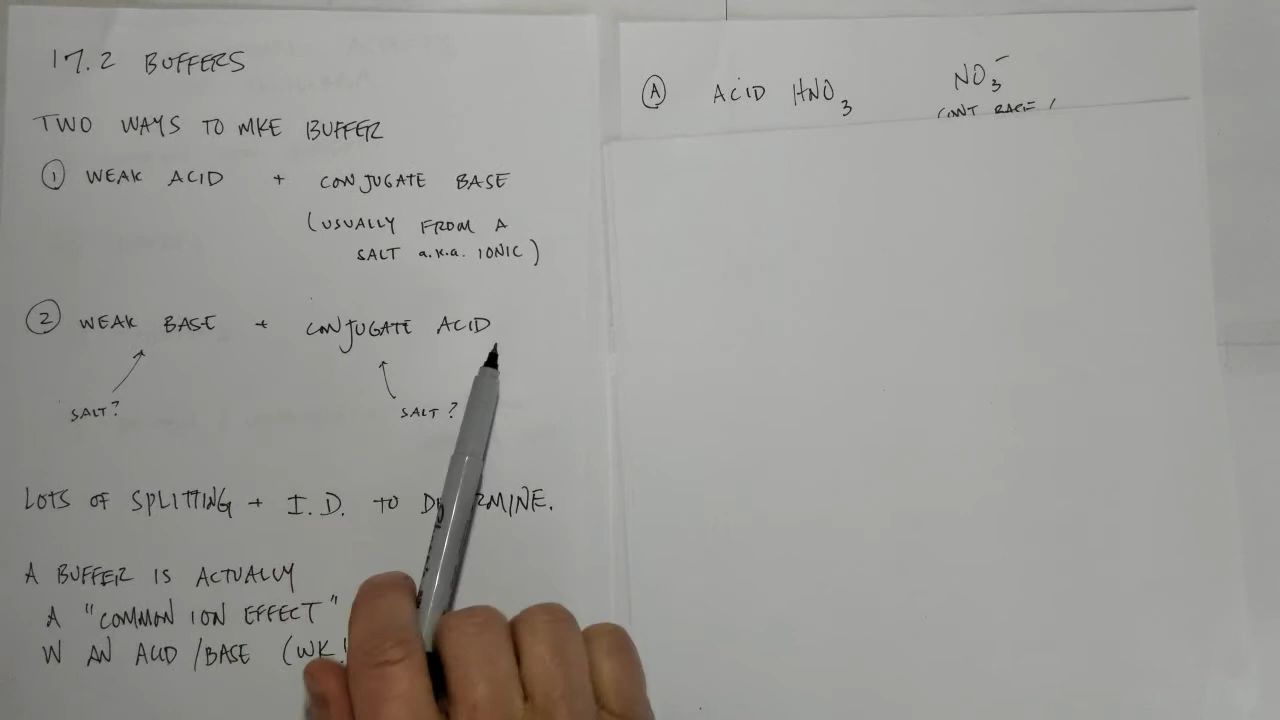 17.2 BUFFERS
TWO WAYS TO MKE BUFFER
① WEAK ACID + CONJUGATE BASE
(USUALLY FROM A
SALT a.k.a. IONIC)
② WEAK BASE + CONJUGATE ACID
SALT? SALT?
LOTS OF SPLITTING + I.D. TO
A BUFFER IS ACTUALLY
A "COMMON ION EFFECT"
W AN ACID/BASE (WK!
Ⓐ ACID HNO₃ NO₃⁻